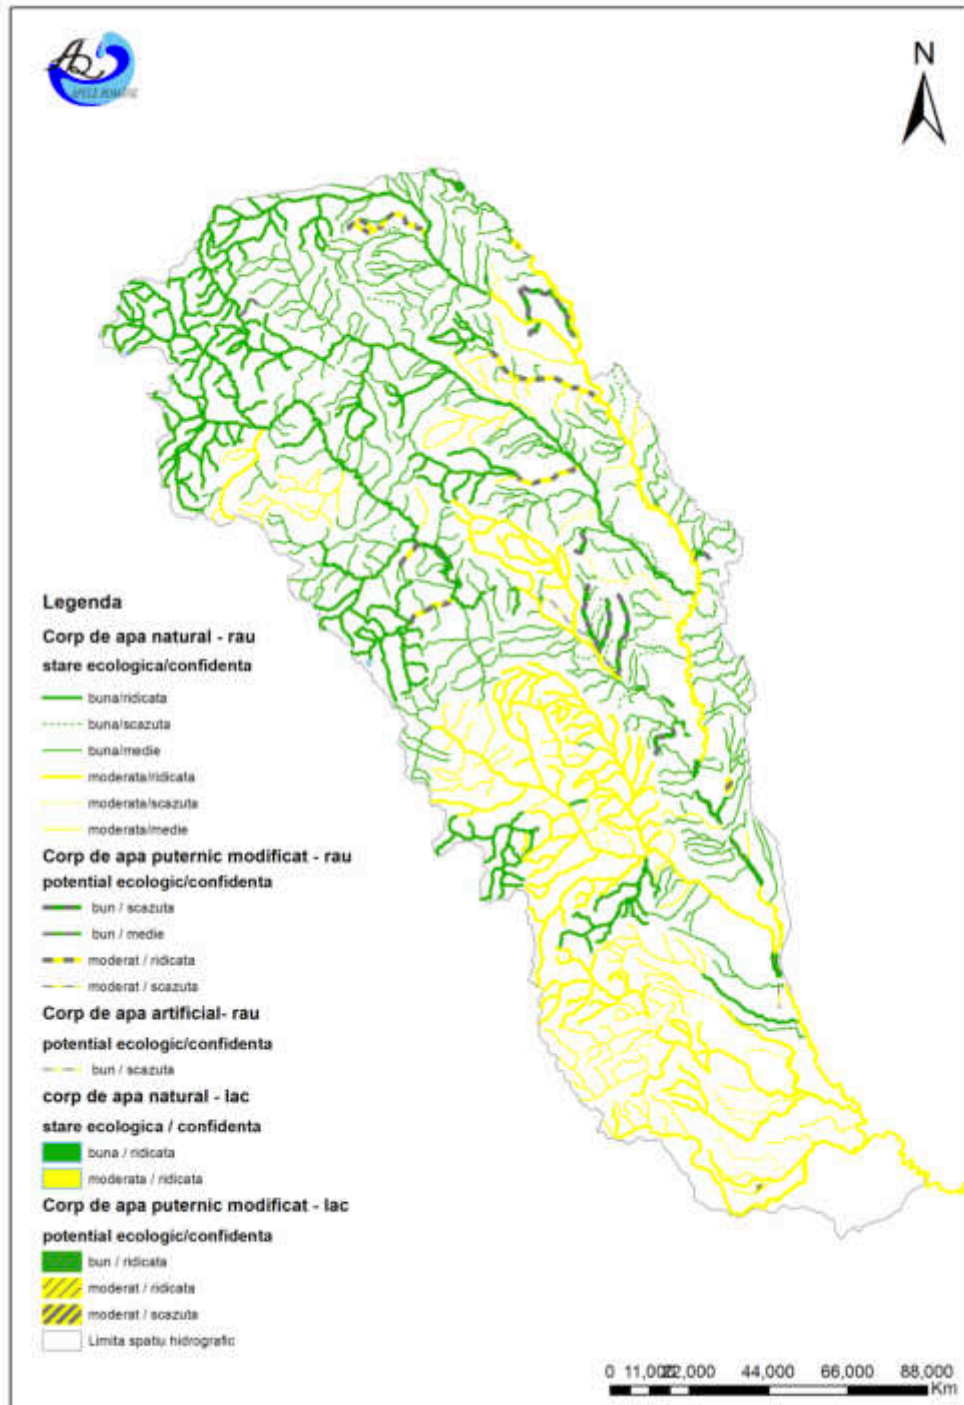 N
Legenda
Corp de apa natural - rau
stare ecologica/confidenta
buna/ridicata
buna/scazuta
buna/medie
moderata/ridicata
moderata/scazuta
moderata/medie
Corp de apa puternic modificat - rau
potential ecologic/confidenta
bun / scazuta
bun / medie
moderat / ridicata
moderat / scazuta
Corp de apa artificial- rau
potential ecologic/confidenta
bun / scazuta
corp de apa natural - lac
stare ecologica / confidenta
buna / ridicata
moderata / ridicata
Corp de apa puternic modificat - lac
potential ecologic/confidenta
bun / ridicata
moderat / ridicata
moderat / scazuta
Limita spatiu hidrografic
0 44,000 66,000 88,000
Km